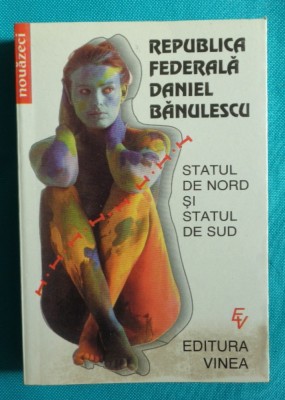 nouăzeci
REPUBLICA
FEDERALĂ
DANIEL
BĂNULESCU
STATUL
DE NORD
ŞI
STATUL
DE SUD
EV
EDITURA
VINEA